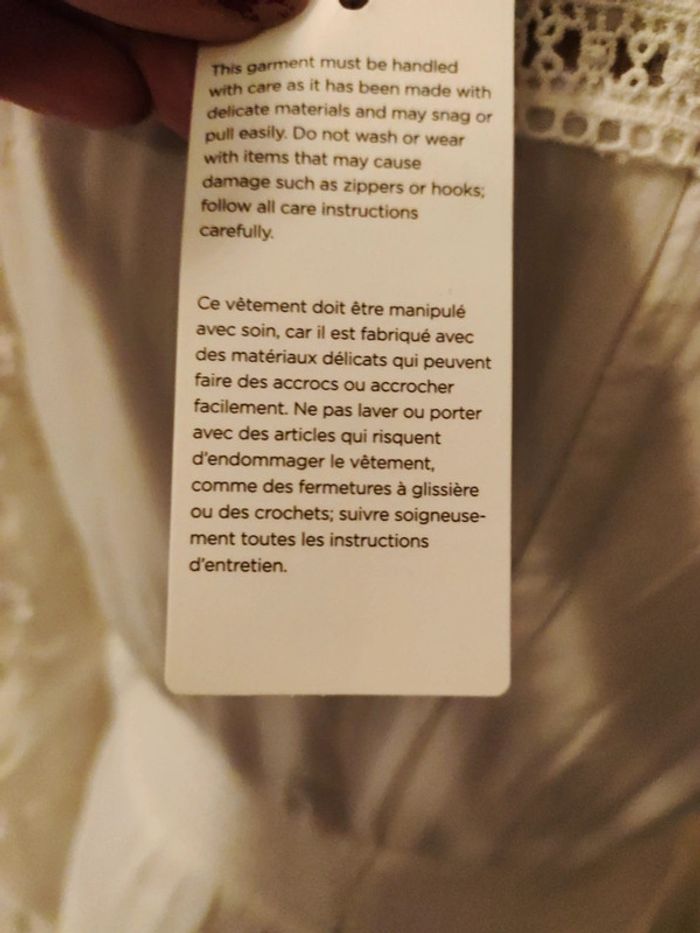 This garment must be handled
with care as it has been made with
delicate materials and may snag or
pull easily. Do not wash or wear
with items that may cause
damage such as zippers or hooks;
follow all care instructions
carefully.
Ce vêtement doit être manipulé
avec soin, car il est fabriqué avec
des matériaux délicats qui peuvent
faire des accrocs ou accrocher
facilement. Ne pas laver ou porter
avec des articles qui risquent
d'endommager le vêtement,
comme des fermetures à glissière
ou des crochets; suivre soigneuse-
ment toutes les instructions
d'entretien.